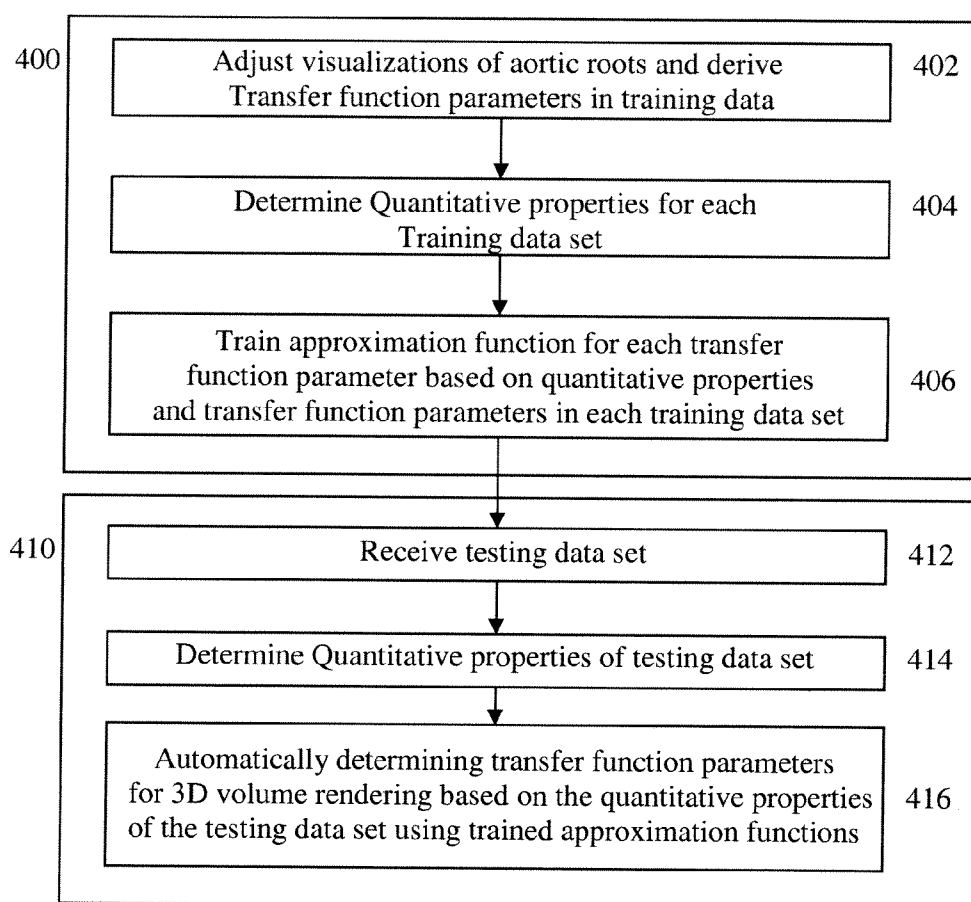 400
Adjust visualizations of aortic roots and derive
Transfer function parameters in training data
402
Determine Quantitative properties for each
Training data set
404
Train approximation function for each transfer
function parameter based on quantitative properties
and transfer function parameters in each training data set
406
410
Receive testing data set
412
Determine Quantitative properties of testing data set
414
Automatically determining transfer function parameters
for 3D volume rendering based on the quantitative properties
of the testing data set using trained approximation functions
416